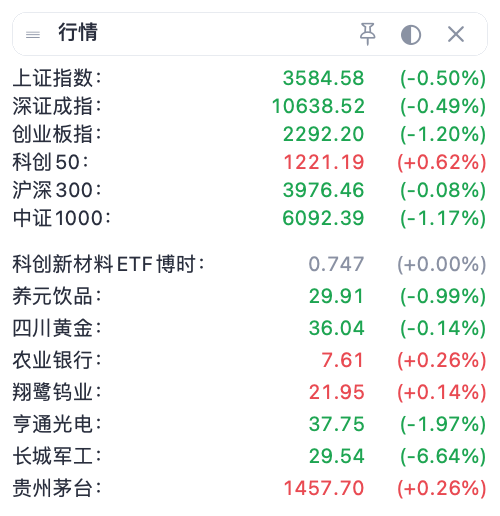 行情
上证指数： 3584.58 (-0.50%)
深证成指： 10638.52 (-0.49%)
创业板指： 2292.20 (-1.20%)
科创50： 1221.19 (+0.62%)
沪深300： 3976.46 (-0.08%)
中证1000： 6092.39 (-1.17%)
科创新材料ETF博时： 0.747 (+0.00%)
养元饮品： 29.91 (-0.99%)
四川黄金： 36.04 (-0.14%)
农业银行： 7.61 (+0.26%)
翔鹭钨业： 21.95 (+0.14%)
亨通光电： 37.75 (-1.97%)
长城军工： 29.54 (-6.64%)
贵州茅台： 1457.70 (+0.26%)